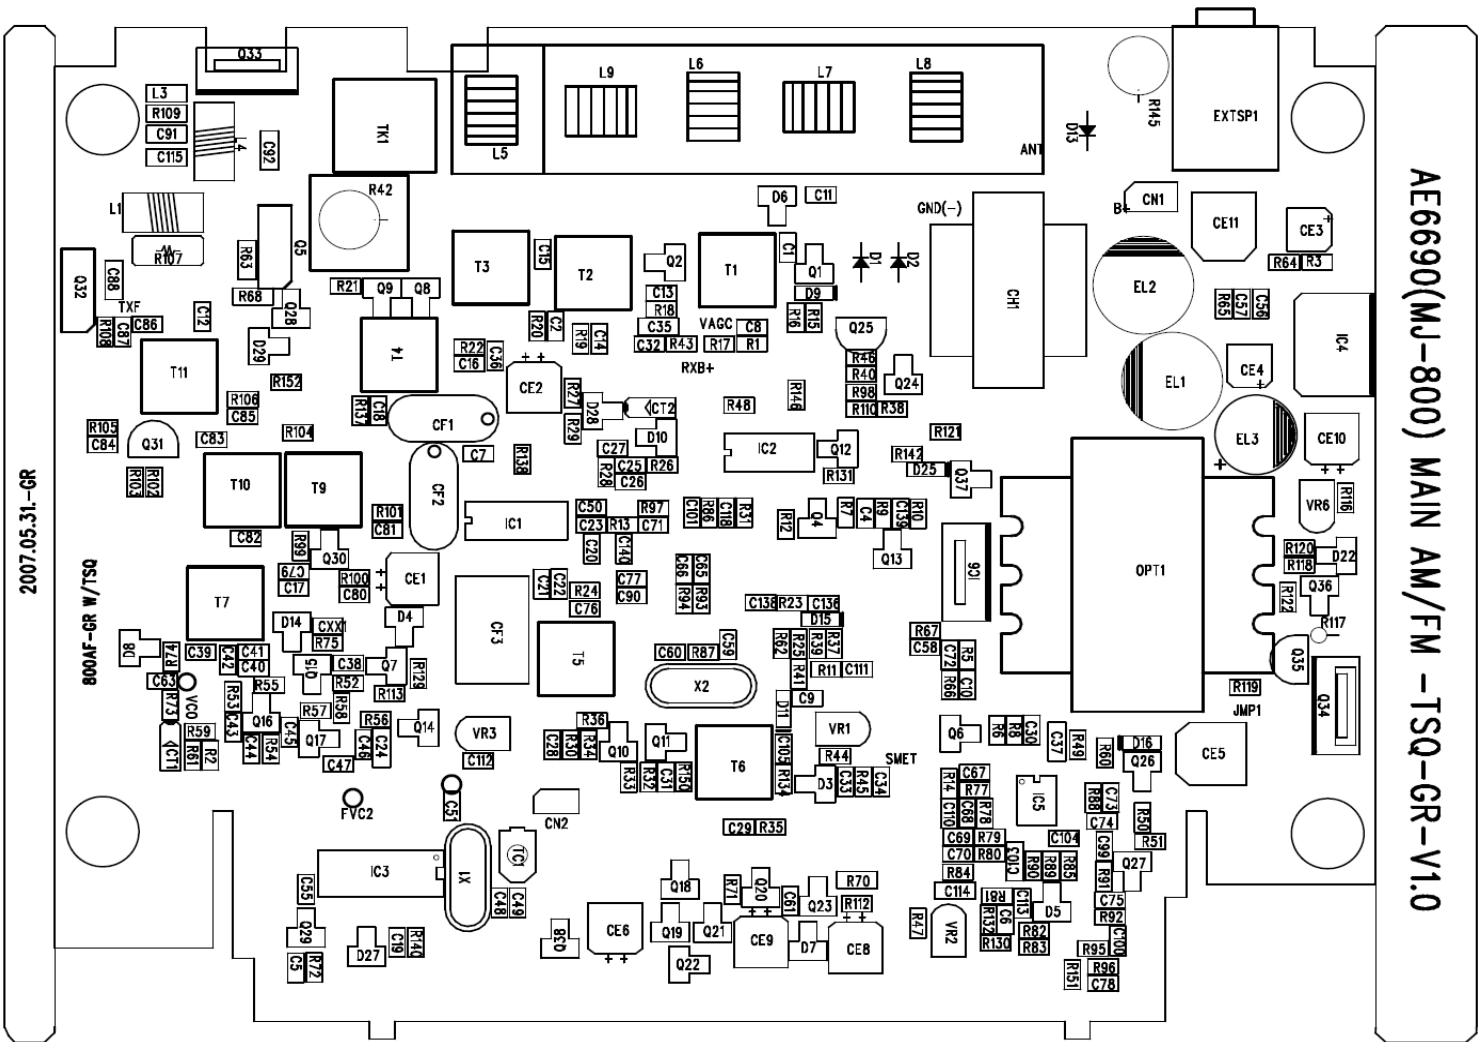 AE6690(MJ-800) MAIN AM/FM -TSQ-GR-V1.0
2007.05.31.-GR
800AF-GR W/TSQ
Q33
L3
R109
C91
C115
C92
TK1
L5
L9
L6
L7
L8
ANT
D13
R145
EXTSP1
L1
R107
R42
Q5
R63
R68
Q28
D29
Q32
C88
TXF
R108
C87
C86
C12
T11
R152
R106
C85
R105
C84
Q31
C83
R104
R103
R102
R21
Q9
Q8
T4
R137
C18
CF1
CF2
C7
T3
C15
T2
Q2
T1
C1
D6
C11
Q1
D9
R16
R15
D1
D2
GND(-)
CH1
B+
CN1
CE11
CE3
R64
R3
EL2
R65
C57
C56
IC4
C13
R18
C35
VAGC
C8
C32
R43
R17
R1
RXB+
R20
C2
R19
C14
R22
C16
C36
CE2
R27
D28
R29
CT2
D10
R48
R146
Q25
R46
R40
R98
R110
R38
Q24
EL1
CE4
EL3
CE10
R138
C27
C25
R26
R28
C26
IC2
Q12
R131
R121
R142
D25
Q37
T10
T9
C82
R101
C81
R99
Q30
C79
C17
R100
C80
CE1
IC1
C50
R97
C23
R13
C71
C20
C140
C101
R86
C118
R31
R12
Q4
R7
C4
R9
C139
R10
Q13
IC6
OPT1
VR6
R116
R120
R118
D22
Q36
R122
R117
Q35
Q34
R119
JMP1
T7
D14
CXX1
R75
D4
CF3
C21
C22
R24
C76
C77
C90
C66
C65
R94
R93
C138
R23
C136
D15
R62
R25
R39
R37
R67
C58
C72
R5
R66
C10
D8
R74
C39
C42
C41
C40
C63
VCO
R73
R53
R55
C38
R52
Q7
R129
R113
T5
C60
R87
C59
X2
R41
R11
C111
C9
D11
CT1
R59
R61
R2
C43
Q16
C44
R54
C45
R57
R58
Q17
C47
R56
C46
C24
Q14
VR3
C112
R36
C28
R30
R34
Q10
Q11
R33
R32
C31
R150
T6
C105
R134
VR1
R44
D3
C33
R45
C34
SMET
Q6
R6
R8
C30
C37
R49
R60
D16
Q26
CE5
FVC2
C51
CN2
R14
C67
R77
C110
C68
R78
IC5
R88
C73
C74
R50
R51
C29
R35
C69
R79
C70
R80
C103
R90
R89
R85
C104
C99
R91
Q27
IC3
X1
TC1
C55
C48
C49
Q18
R71
Q20
C61
Q23
R70
R112
R84
C114
R81
R132
C6
C113
D5
C75
R92
Q29
D27
C19
R140
C5
R72
Q38
CE6
Q19
Q21
Q22
CE9
D7
CE8
R47
VR2
R130
R82
R83
R95
C100
R96
C78
R151